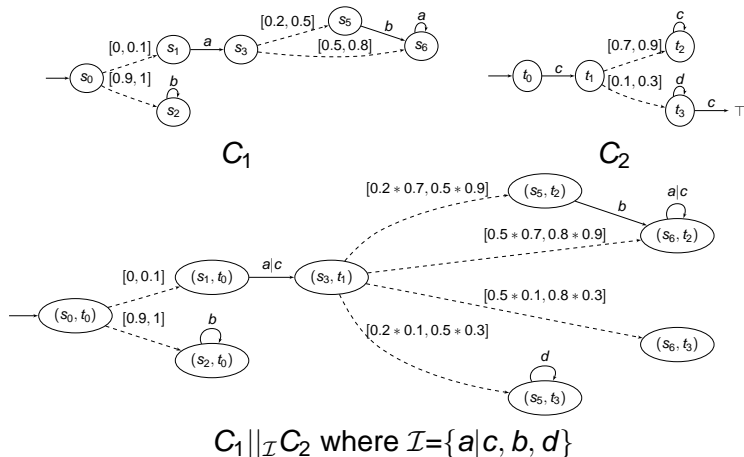 [0, 0.1]
s₁
a
s₃
[0.2, 0.5]
s₅
b
a
[0.5, 0.8]
s₆
s₀
[0.9, 1]
b
s₂
C₁
t₀
c
t₁
[0.7, 0.9]
c
t₂
[0.1, 0.3]
d
t₃
c
⊤
C₂
[0.2 * 0.7, 0.5 * 0.9]
(s₅, t₂)
b
a|c
[0.5 * 0.7, 0.8 * 0.9]
(s₆, t₂)
[0, 0.1]
(s₁, t₀)
a|c
(s₃, t₁)
(s₀, t₀)
[0.9, 1]
b
(s₂, t₀)
[0.5 * 0.1, 0.8 * 0.3]
[0.2 * 0.1, 0.5 * 0.3]
(s₆, t₃)
d
(s₅, t₃)
C₁||_ℐ C₂ where ℐ={a|c, b, d}